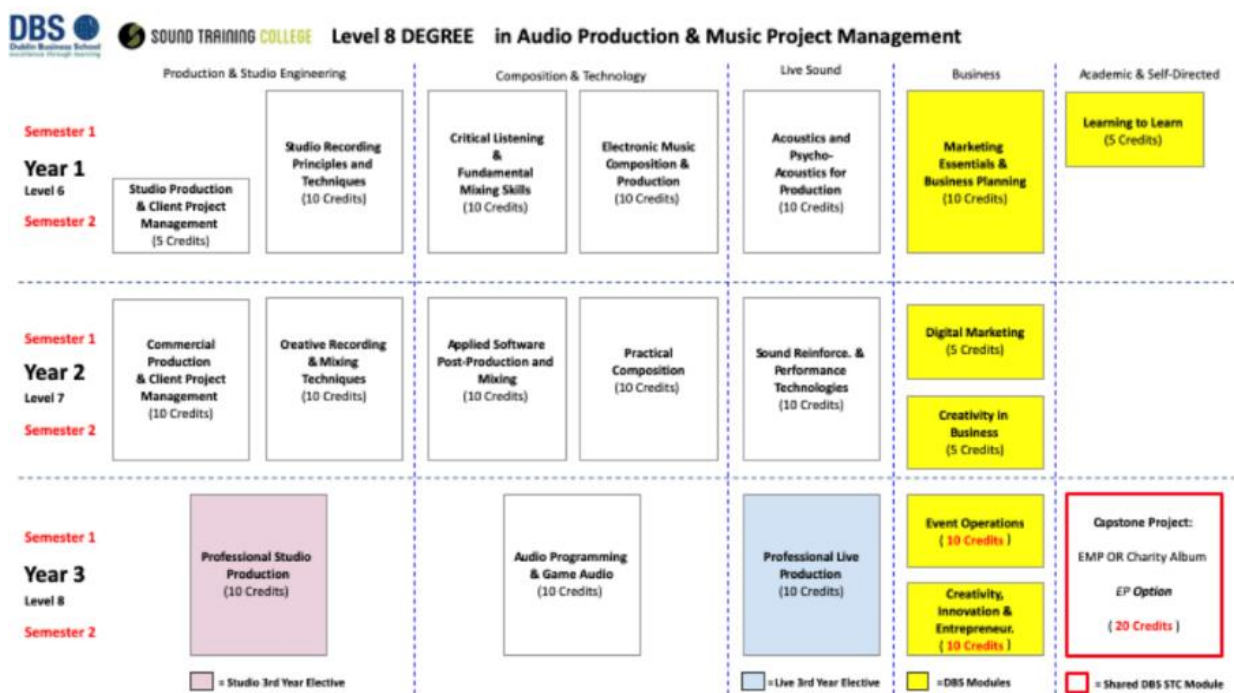 DBS
Dublin Business School
excellence through learning
SOUND TRAINING COLLEGE
Level 8 DEGREE in Audio Production & Music Project Management
Production & Studio Engineering
Composition & Technology
Live Sound
Business
Academic & Self-Directed
Semester 1
Year 1
Level 6
Semester 2
Studio Production
& Client Project
Management
(5 Credits)
Studio Recording
Principles and
Techniques
(10 Credits)
Critical Listening
&
Fundamental
Mixing Skills
(10 Credits)
Electronic Music
Composition &
Production
(10 Credits)
Acoustics and
Psycho-
Acoustics for
Production
(10 Credits)
Marketing
Essentials &
Business Planning
(10 Credits)
Learning to Learn
(5 Credits)
Semester 1
Year 2
Level 7
Semester 2
Commercial
Production
& Client Project
Management
(10 Credits)
Creative Recording
& Mixing
Techniques
(10 Credits)
Applied Software
Post-Production and
Mixing
(10 Credits)
Practical
Composition
(10 Credits)
Sound Reinforce. &
Performance
Technologies
(10 Credits)
Digital Marketing
(5 Credits)
Creativity in
Business
(5 Credits)
Semester 1
Year 3
Level 8
Semester 2
Professional Studio
Production
(10 Credits)
Audio Programming
& Game Audio
(10 Credits)
Professional Live
Production
(10 Credits)
Event Operations
( 10 Credits )
Creativity,
Innovation &
Entrepreneur.
( 10 Credits )
Capstone Project:
EMP OR Charity Album
EP Option
( 20 Credits )
= Studio 3rd Year Elective
= Live 3rd Year Elective
=DBS Modules
= Shared DBS STC Module